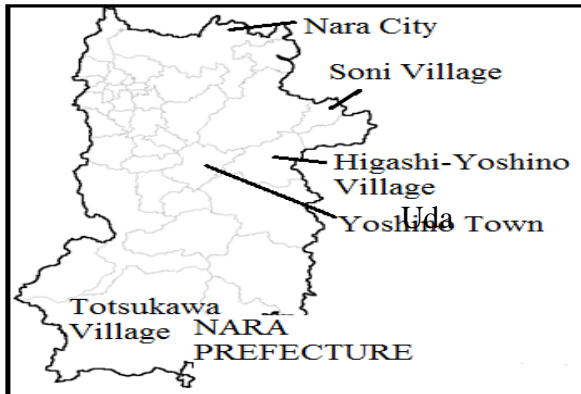 Nara City
Soni Village
Higashi-Yoshino
Village
Uda
Yoshino Town
Totsukawa
Village
NARA
PREFECTURE